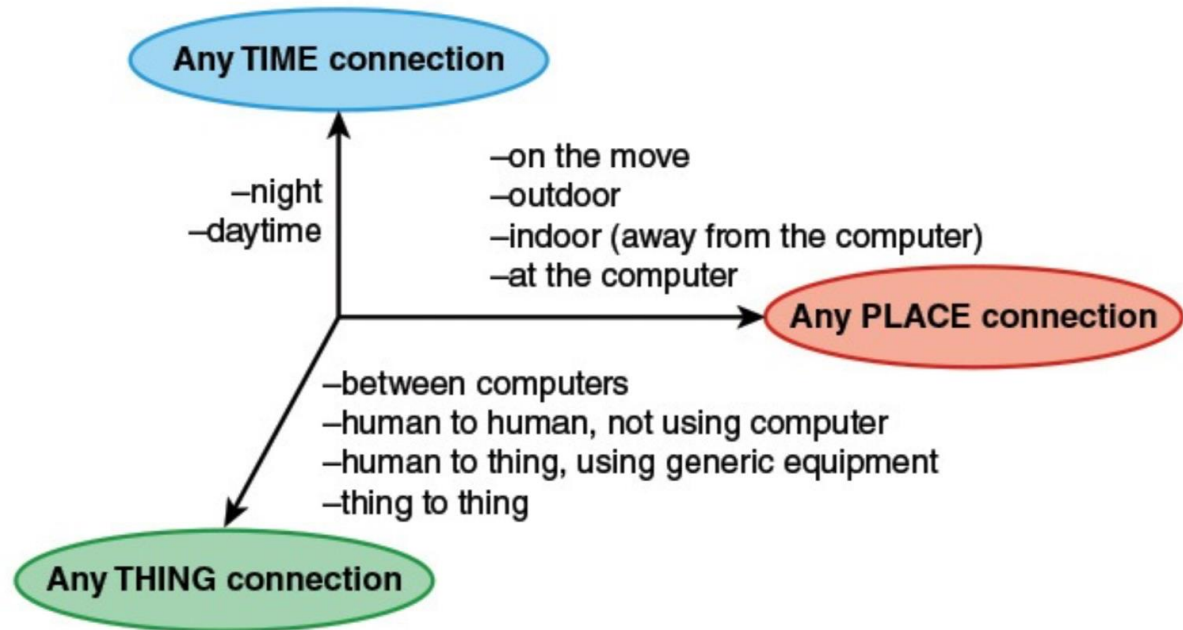 Any TIME connection
–night
–daytime
–on the move
–outdoor
–indoor (away from the computer)
–at the computer
Any PLACE connection
–between computers
–human to human, not using computer
–human to thing, using generic equipment
–thing to thing
Any THING connection